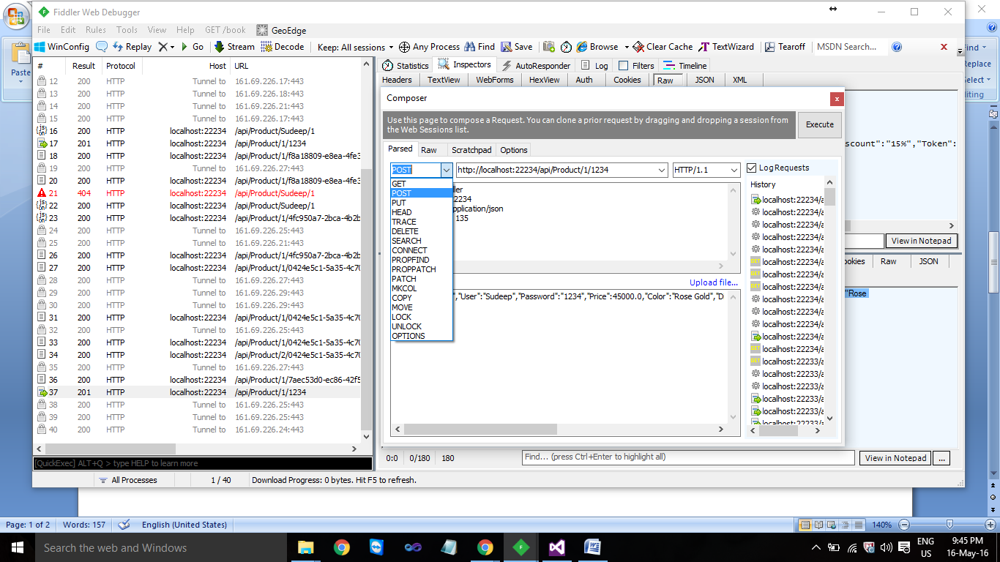 Fiddler Web Debugger
File Edit Rules Tools View Help GET /book GeoEdge
WinConfig Replay Go Stream Decode Keep: All sessions Any Process Find Save Browse Clear Cache TextWizard Tearoff MSDN Search...
Paste
# Result Protocol Host URL
12 200 HTTP Tunnel to 161.69.226.17:443
13 200 HTTP Tunnel to 161.69.226.18:443
14 200 HTTP Tunnel to 161.69.226.21:443
15 200 HTTP Tunnel to 161.69.226.17:443
16 200 HTTP localhost:22234 /api/Product/Sudeep/1
17 201 HTTP localhost:22234 /api/Product/1/1234
18 200 HTTP localhost:22234 /api/Product/1/f8a18809-e8ea-4fe3
19 200 HTTP Tunnel to 161.69.226.27:443
20 200 HTTP localhost:22234 /api/Product/1/f8a18809-e8ea-4fe3
21 404 HTTP localhost:22234 /api/Product/Sudeep/1
22 200 HTTP localhost:22234 /api/Product/Sudeep/1
23 200 HTTP localhost:22234 /api/Product/1/4fc950a7-2bca-4b2b
24 200 HTTP Tunnel to 161.69.226.25:443
25 200 HTTP Tunnel to 161.69.226.21:443
26 200 HTTP localhost:22234 /api/Product/1/4fc950a7-2bca-4b2b
27 200 HTTP localhost:22234 /api/Product/1/0424e5c1-5a35-4c70
28 200 HTTP Tunnel to 161.69.226.27:443
29 200 HTTP Tunnel to 161.69.226.29:443
30 200 HTTP Tunnel to 161.69.226.29:443
31 200 HTTP localhost:22234 /api/Product/1/0424e5c1-5a35-4c70
32 200 HTTP Tunnel to 161.69.226.25:443
33 200 HTTP localhost:22234 /api/Product/1/0424e5c1-5a35-4c70
34 200 HTTP localhost:22234 /api/Product/2/0424e5c1-5a35-4c70
35 200 HTTP Tunnel to 161.69.226.27:443
36 200 HTTP localhost:22234 /api/Product/1/7aec53d0-ec86-42f5
37 201 HTTP localhost:22234 /api/Product/1/1234
38 200 HTTP Tunnel to 161.69.226.25:443
39 200 HTTP Tunnel to 161.69.226.25:443
40 200 HTTP Tunnel to 161.69.226.24:443
[QuickExec] ALT+Q > type HELP to learn more
All Processes 1 / 40 Download Progress: 0 bytes. Hit F5 to refresh.
Statistics Inspectors AutoResponder Log Filters Timeline
Headers TextView WebForms HexView Auth Cookies Raw JSON XML
Composer
Use this page to compose a Request. You can clone a prior request by dragging and dropping a session from
the Web Sessions list.
Execute
Parsed Raw Scratchpad Options
POST http://localhost:22234/api/Product/1/1234 HTTP/1.1
GET
POST
PUT
HEAD
TRACE
DELETE
SEARCH
CONNECT
PROPFIND
PROPPATCH
PATCH
MKCOL
COPY
MOVE
LOCK
UNLOCK
OPTIONS
ller
2234
pplication/json
135
Upload file...
","User":"Sudeep","Password":"1234","Price":45000.0,"Color":"Rose Gold","D
Log Requests
History
localhost:22234/a
localhost:22234/a
localhost:22234/a
localhost:22234/a
localhost:22234/a
localhost:22234/a
localhost:22234/a
localhost:22234/a
localhost:22234/a
localhost:22234/a
localhost:22234/a
localhost:22234/a
localhost:22234/a
localhost:22233/a
localhost:22233/a
localhost:22233/a
localhost:22233/a
localhost:22233/a
localhost:22233/a
scount":"15%","Token":
View in Notepad
ookies Raw JSON
"Rose
0:0 0/180 180 Find... (press Ctrl+Enter to highlight all) View in Notepad ...
ind
eplace
elect
iting
Page: 1 of 2 Words: 157 English (United States) 140%
Search the web and Windows
ENG
US
9:45 PM
16-May-16